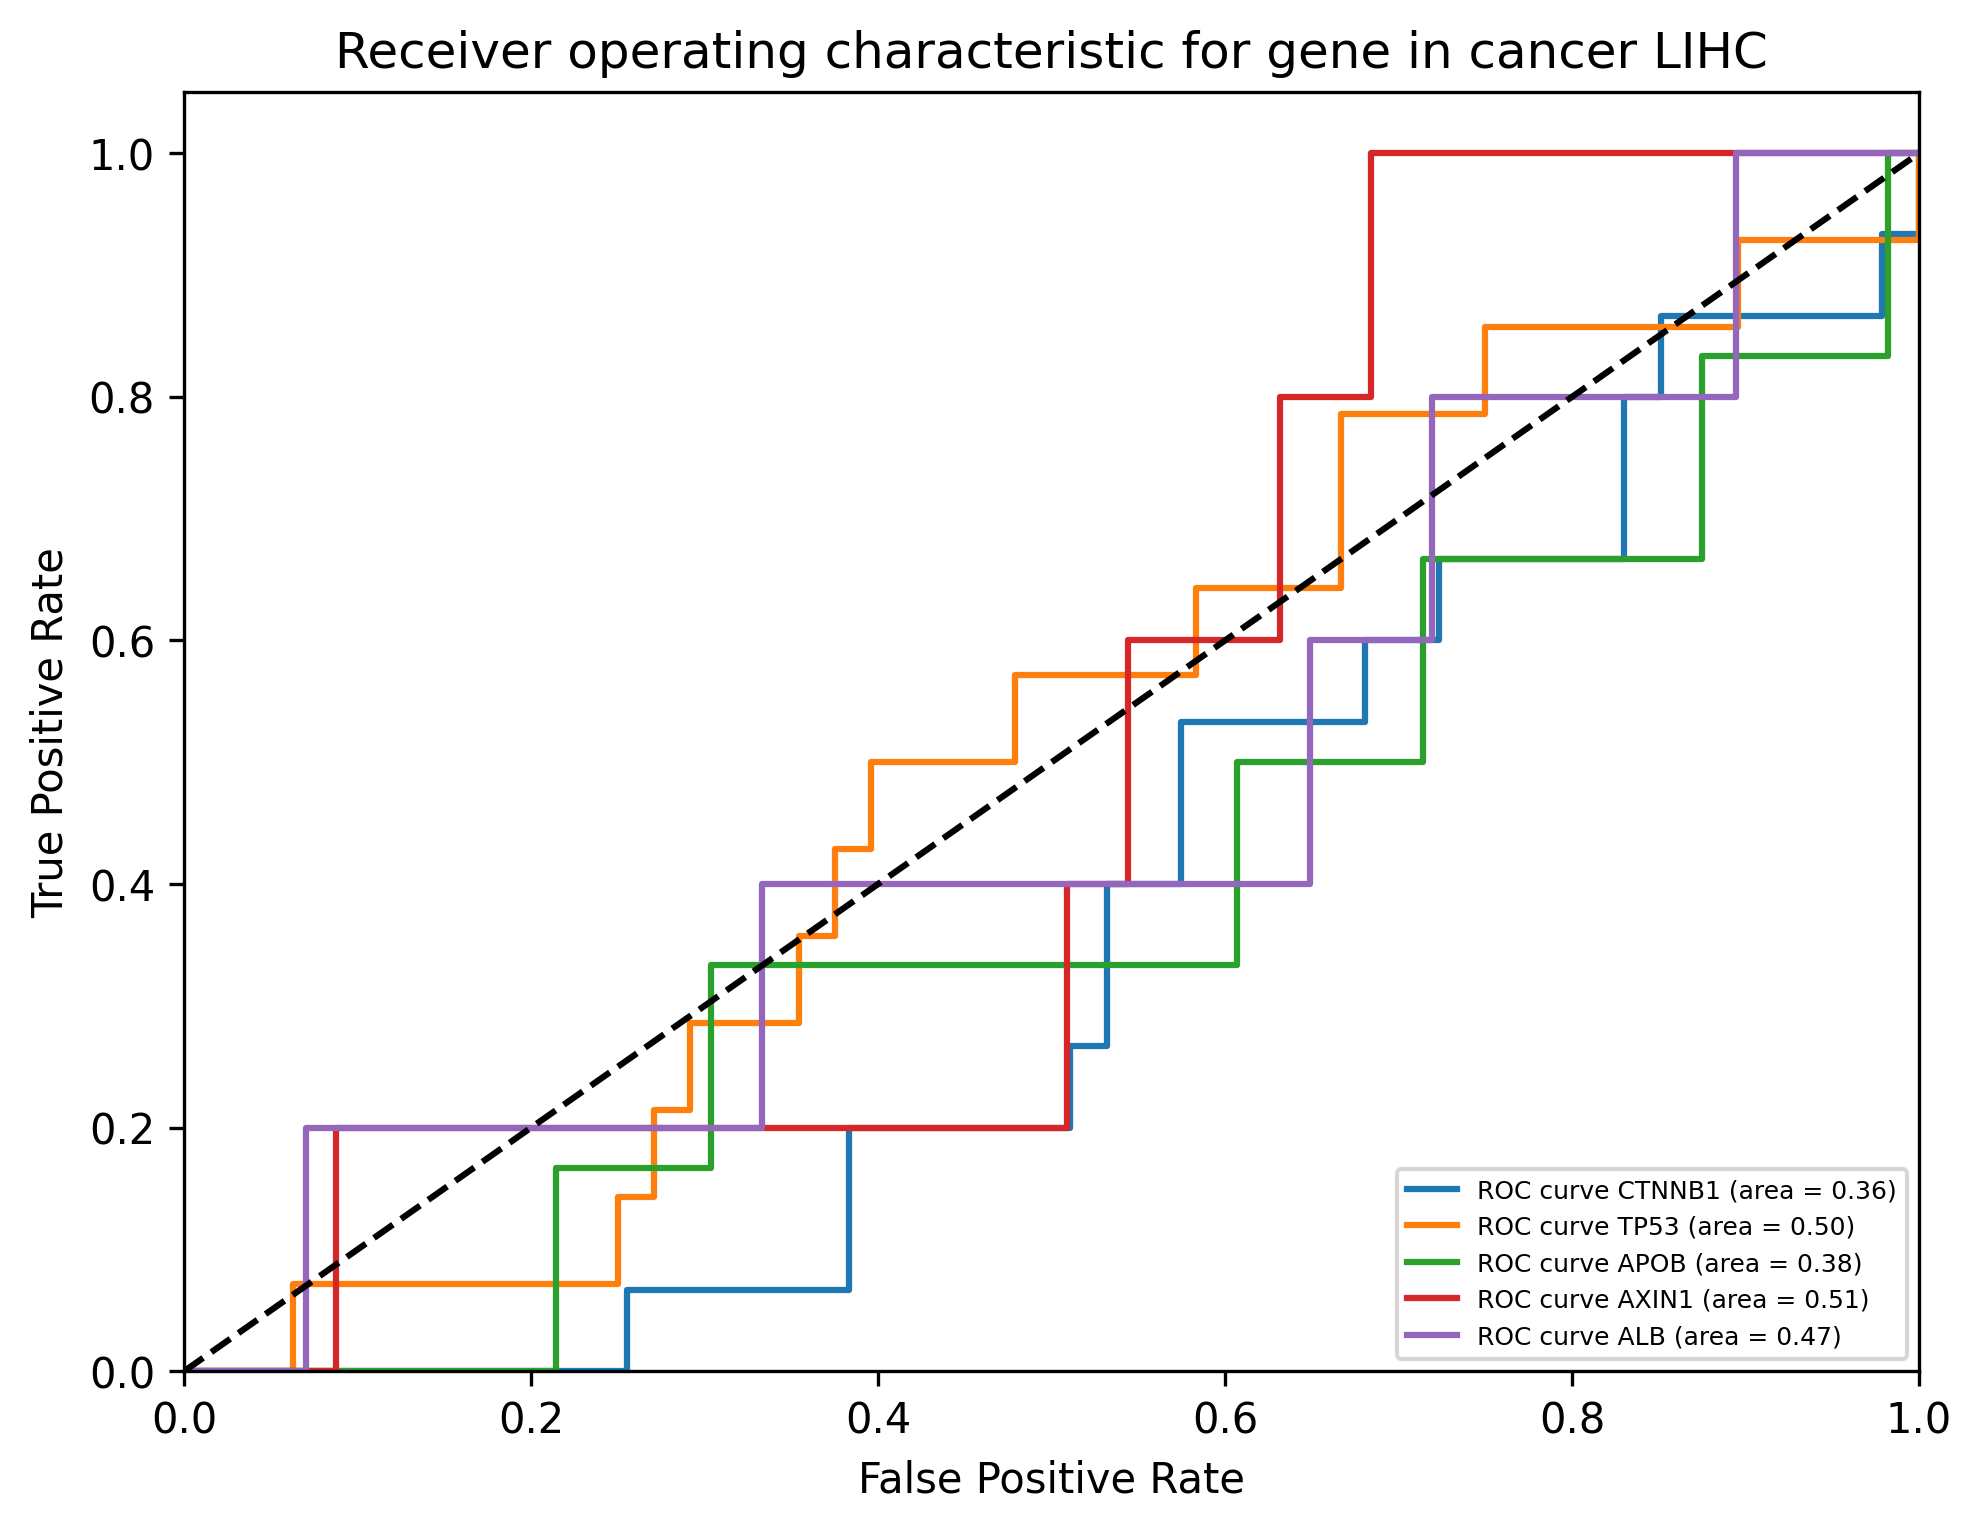 Receiver operating characteristic for gene in cancer LIHC
True Positive Rate
1.0
0.8
0.6
0.4
0.2
0.0
ROC curve CTNNB1 (area = 0.36)
ROC curve TP53 (area = 0.50)
ROC curve APOB (area = 0.38)
ROC curve AXIN1 (area = 0.51)
ROC curve ALB (area = 0.47)
0.0 0.2 0.4 0.6 0.8 1.0
False Positive Rate